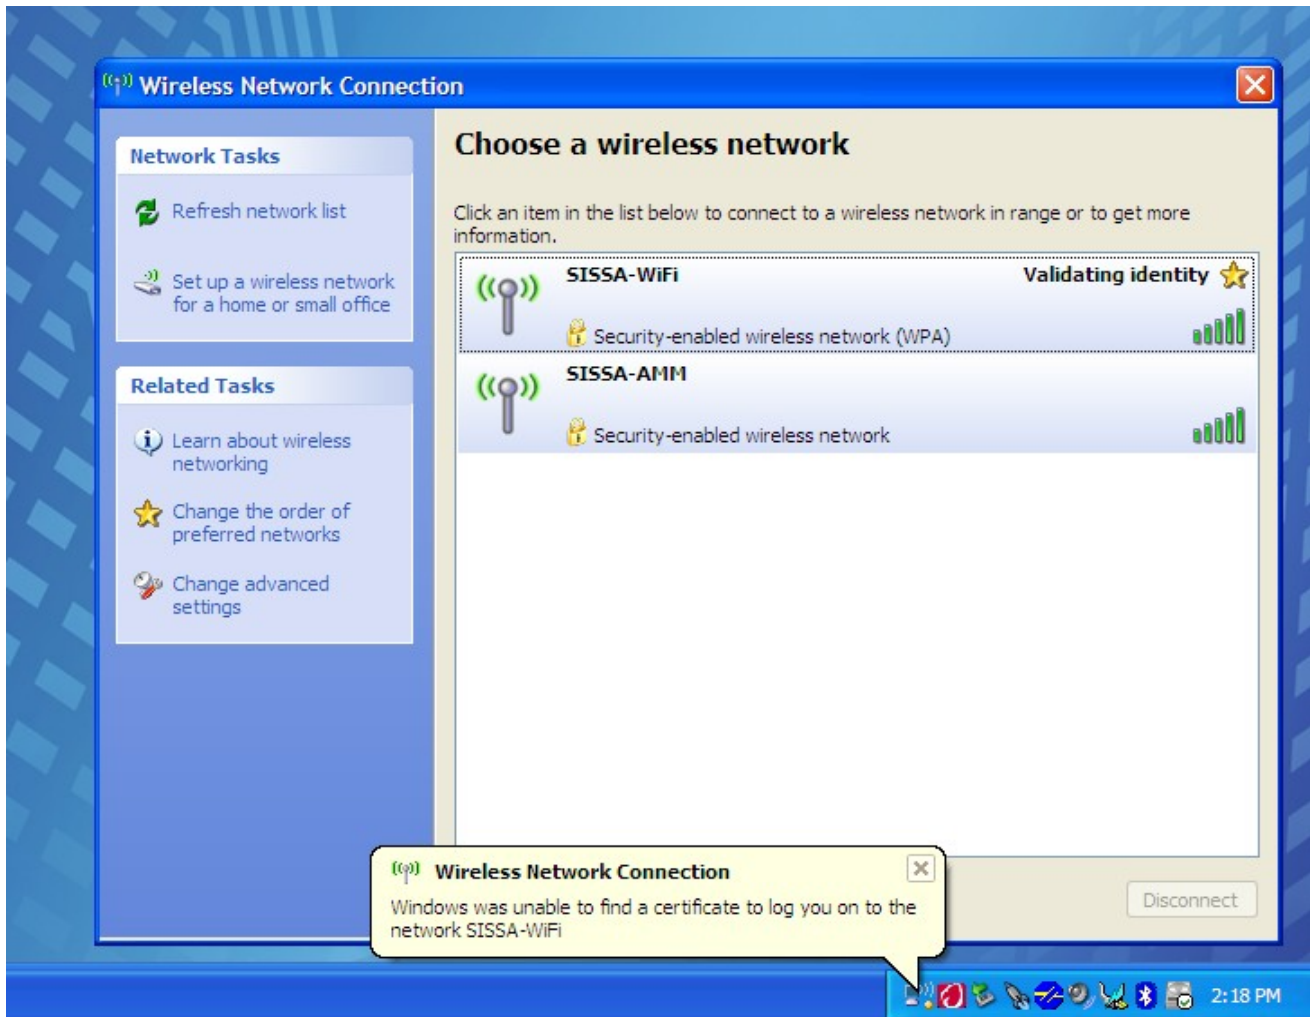 Wireless Network Connection
Network Tasks
Refresh network list
Set up a wireless network
for a home or small office
Related Tasks
Learn about wireless
networking
Change the order of
preferred networks
Change advanced
settings
Choose a wireless network
Click an item in the list below to connect to a wireless network in range or to get more
information.
SISSA-WiFi
Validating identity
Security-enabled wireless network (WPA)
SISSA-AMM
Security-enabled wireless network
Disconnect
Wireless Network Connection
Windows was unable to find a certificate to log you on to the
network SISSA-WiFi
2:18 PM